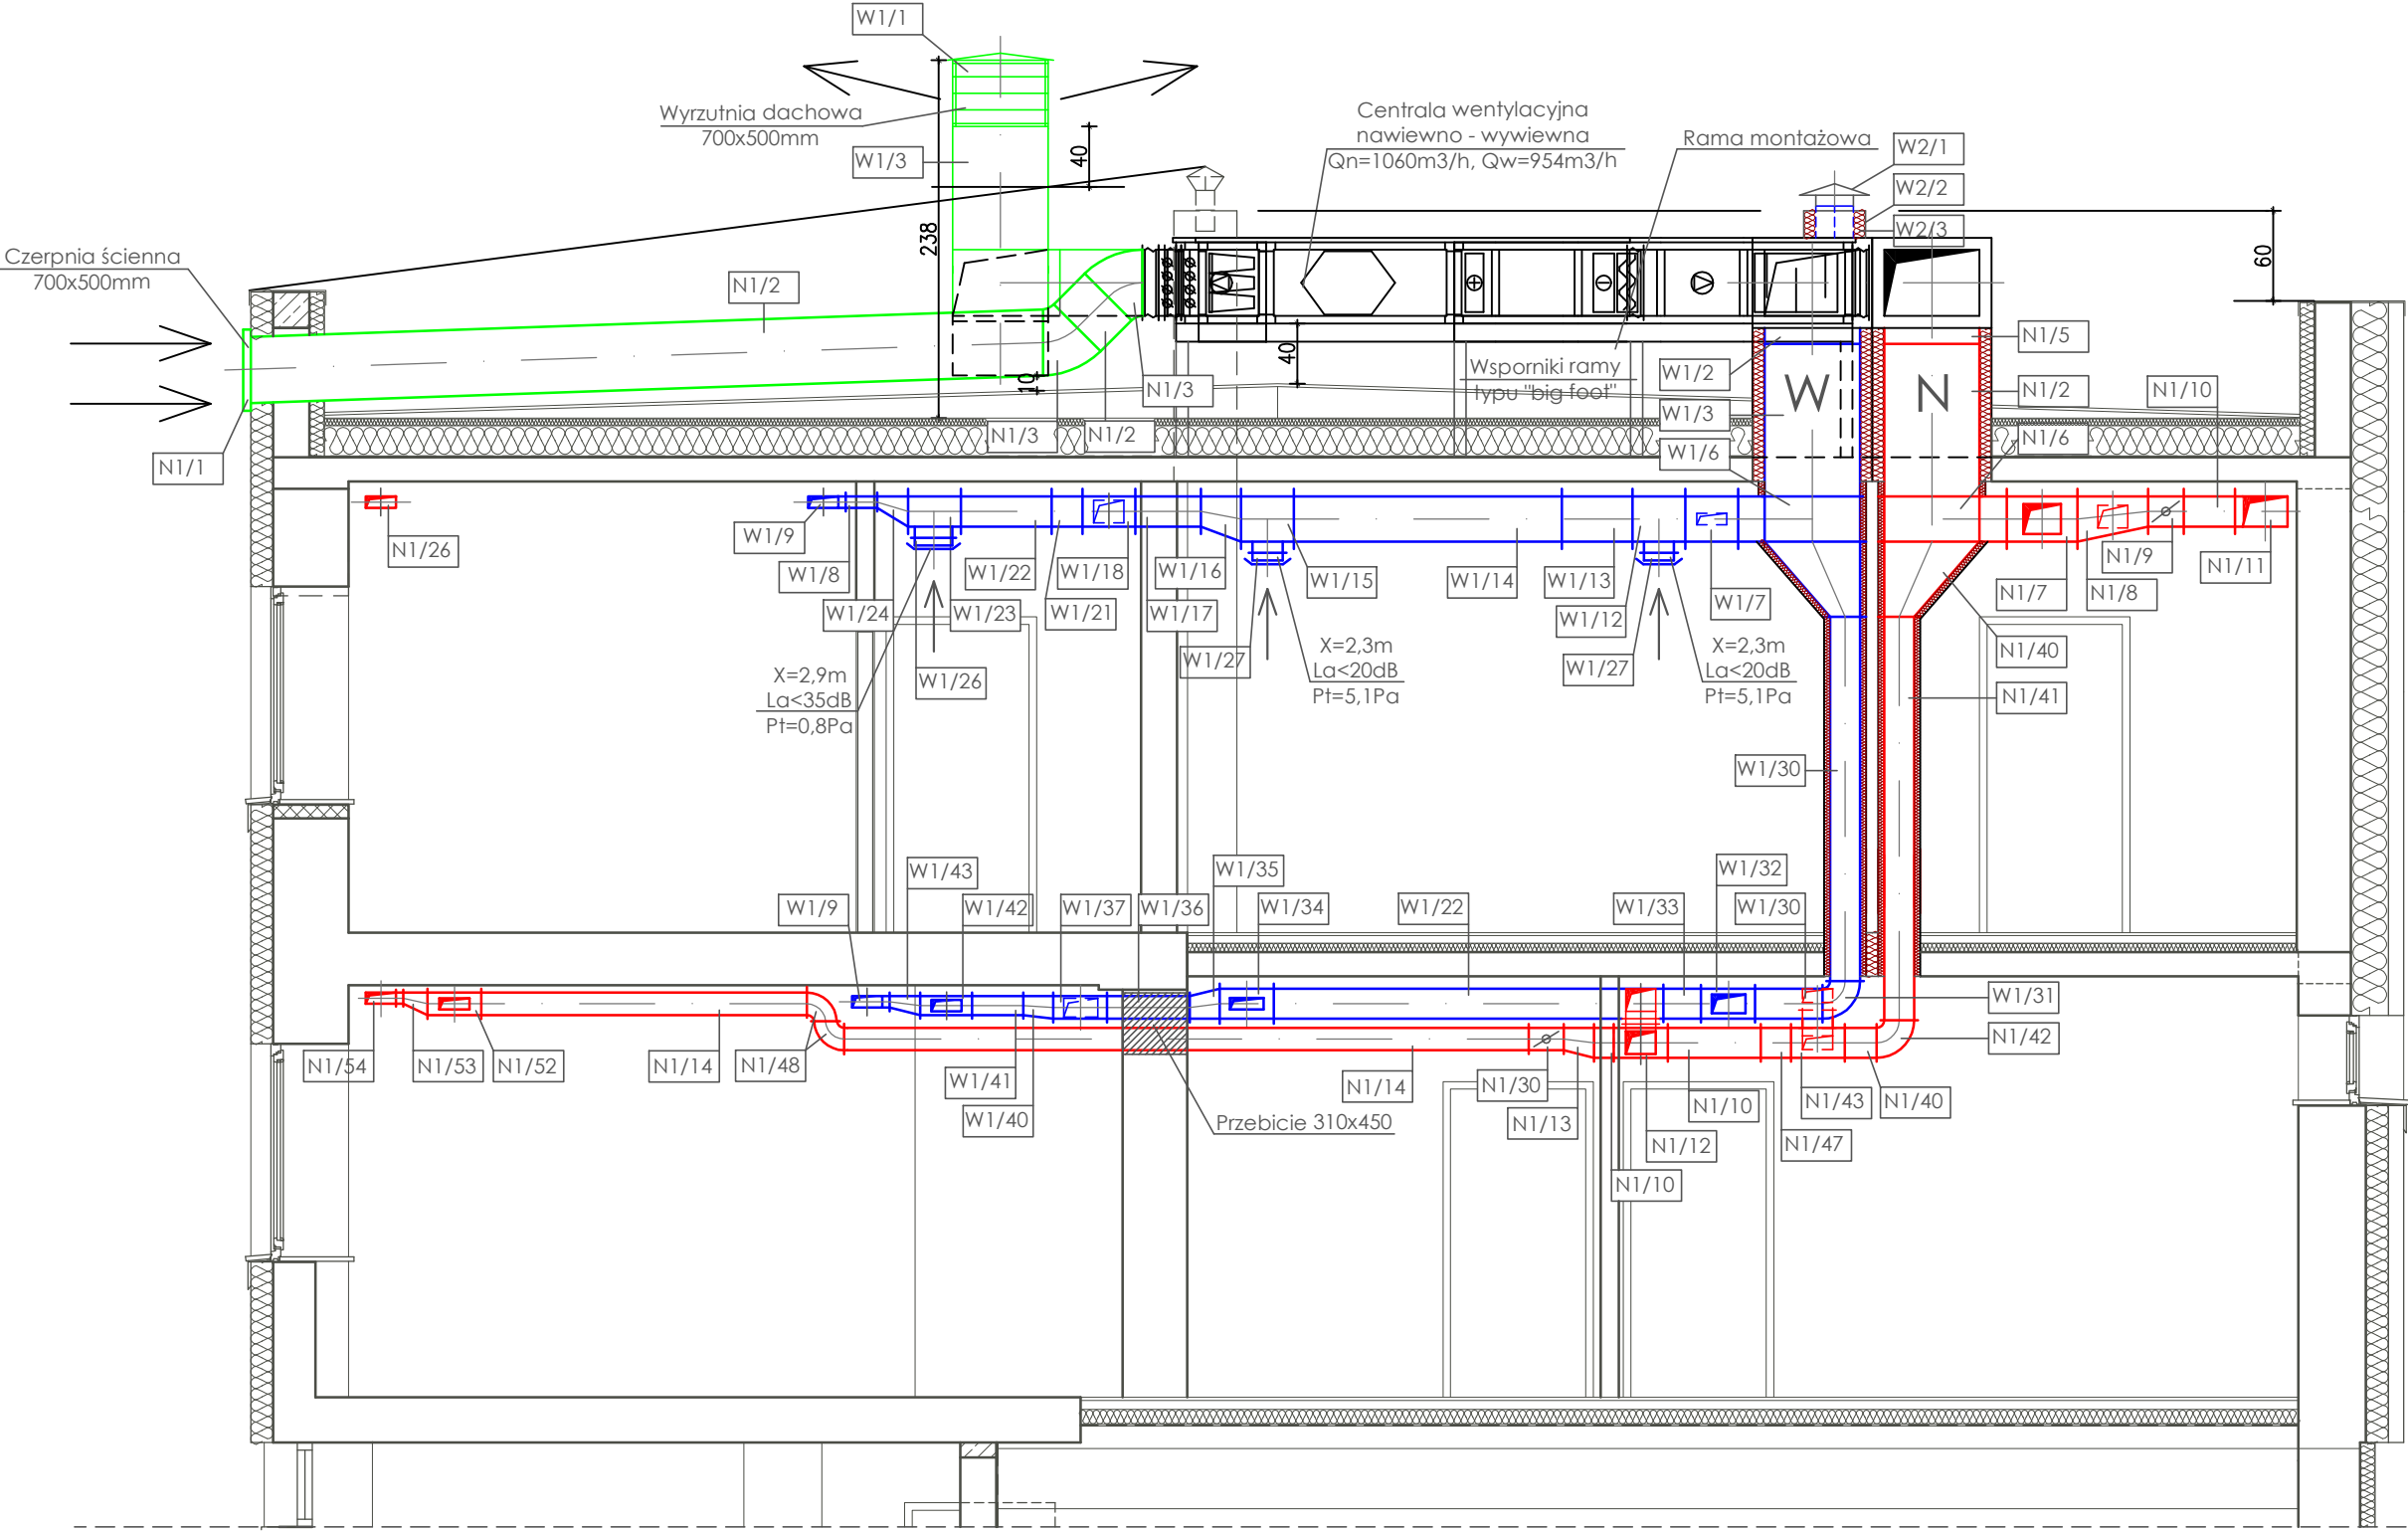 W1/1
Wyrzutnia dachowa
700x500mm
W1/3
40
238
Centrala wentylacyjna
nawiewno - wywiewna
Qn=1060m3/h, Qw=954m3/h
Rama montażowa
W2/1
W2/2
W2/3
60
Czerpnia ścienna
700x500mm
N1/2
N1/1
10
N1/3
N1/3
N1/2
40
Wsporniki ramy
typu "big foot"
W1/2
W1/3
W1/6
W
N
N1/5
N1/2
N1/6
N1/10
N1/26
W1/9
W1/8
W1/24
W1/23
W1/22
W1/21
W1/18
W1/17
W1/16
W1/15
W1/14
W1/13
W1/12
W1/7
N1/7
N1/8
N1/9
N1/11
W1/26
W1/27
W1/27
X=2,9m
La<35dB
Pt=0,8Pa
X=2,3m
La<20dB
Pt=5,1Pa
X=2,3m
La<20dB
Pt=5,1Pa
N1/40
N1/41
W1/30
W1/9
W1/43
W1/42
W1/37
W1/36
W1/35
W1/34
W1/22
W1/33
W1/32
W1/30
W1/31
N1/42
N1/54
N1/53
N1/52
N1/14
N1/48
W1/41
W1/40
Przebicie 310x450
N1/14
N1/30
N1/13
N1/10
N1/12
N1/10
N1/47
N1/43
N1/40